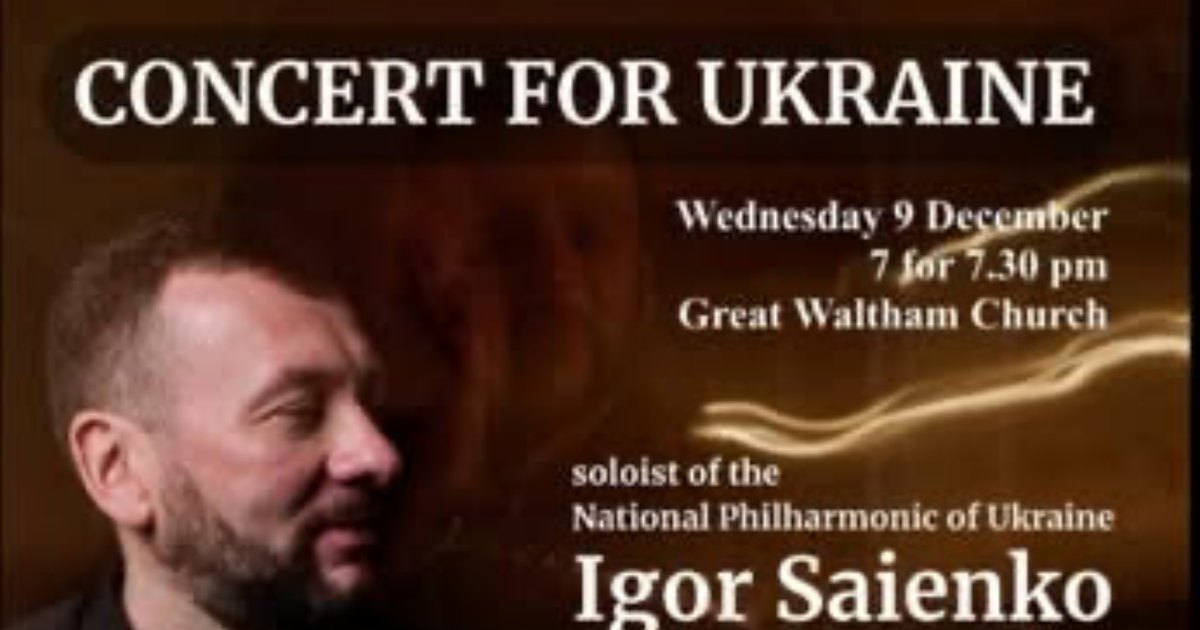 CONCERT FOR UKRAINE
Wednesday 9 December
7 for 7.30 pm
Great Waltham Church
soloist of the
National Philharmonic of Ukraine
Igor Saienko